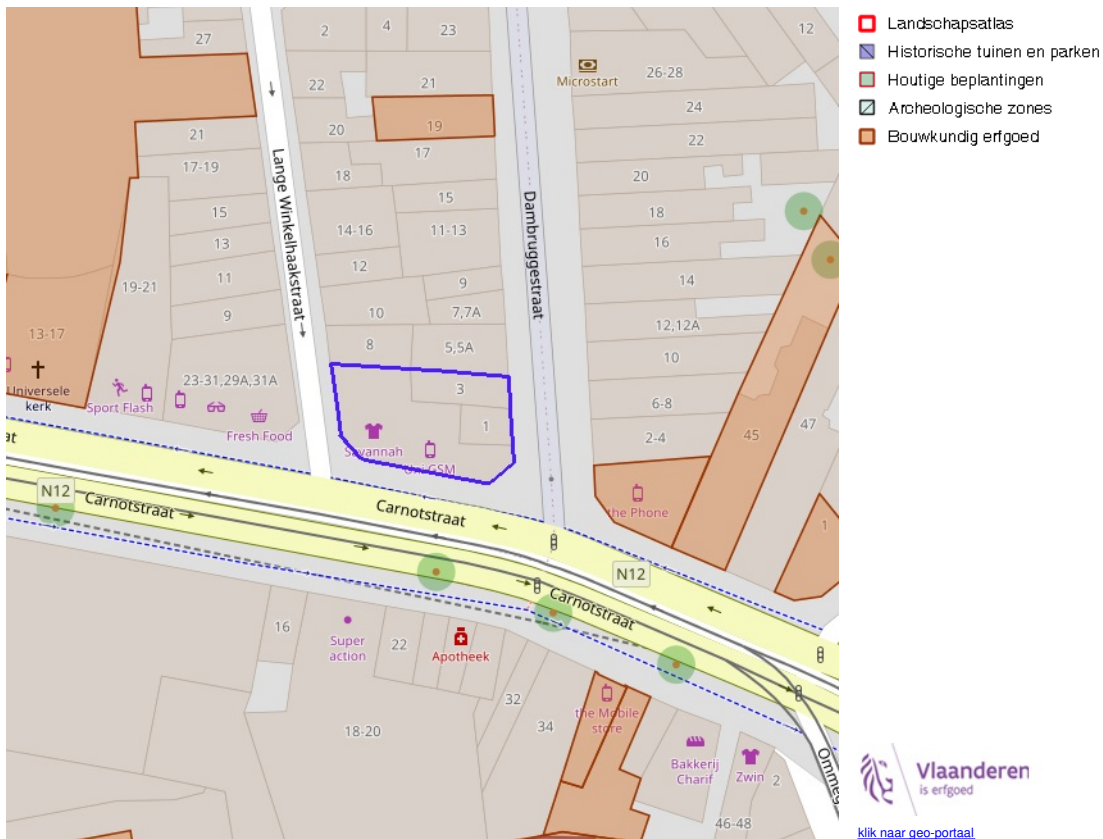 27
2
4
23
12
Microstart
26-28
22
21
24
20
19
22
21
17
17-19
18
20
15
15
18
13
14-16
11-13
16
11
12
9
14
19-21
9
10
7,7A
12,12A
13-17
8
5,5A
10
Universele
kerk
Sport Flash
23-31,29A,31A
Fresh Food
3
6-8
1
2-4
45
47
Savannah
Uni GSM
Lange Winkelhaakstraat
Dambruggestraat
the Phone
1
N12
Carnotstraat
Carnotstraat
N12
Carnotstraat
16
Super
action
22
Apotheek
32
34
18-20
the Mobile
store
Bakkerij
Charif
Zwin
2
46-48
Landschapsatlas
Historische tuinen en parken
Houtige beplantingen
Archeologische zones
Bouwkundig erfgoed
Vlaanderen
is erfgoed
klik naar geo-portaal